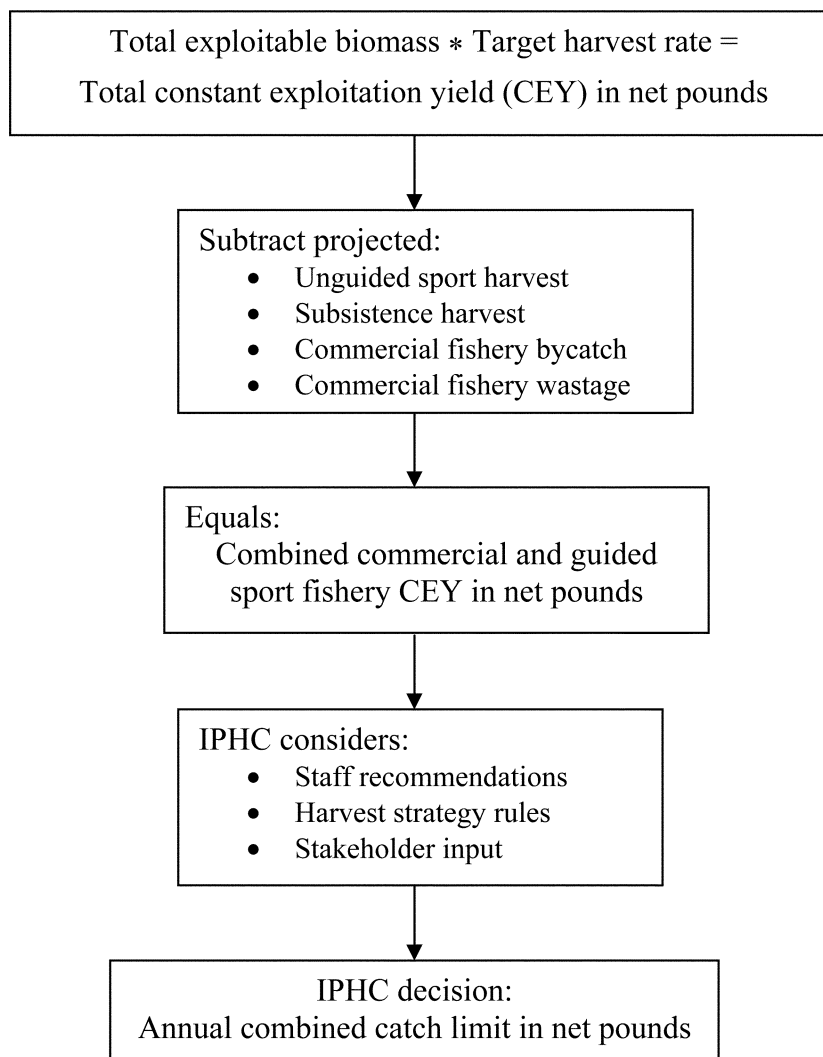 Total exploitable biomass * Target harvest rate =
Total constant exploitation yield (CEY) in net pounds
Subtract projected:
• Unguided sport harvest
• Subsistence harvest
• Commercial fishery bycatch
• Commercial fishery wastage
Equals:
Combined commercial and guided
sport fishery CEY in net pounds
IPHC considers:
• Staff recommendations
• Harvest strategy rules
• Stakeholder input
IPHC decision:
Annual combined catch limit in net pounds